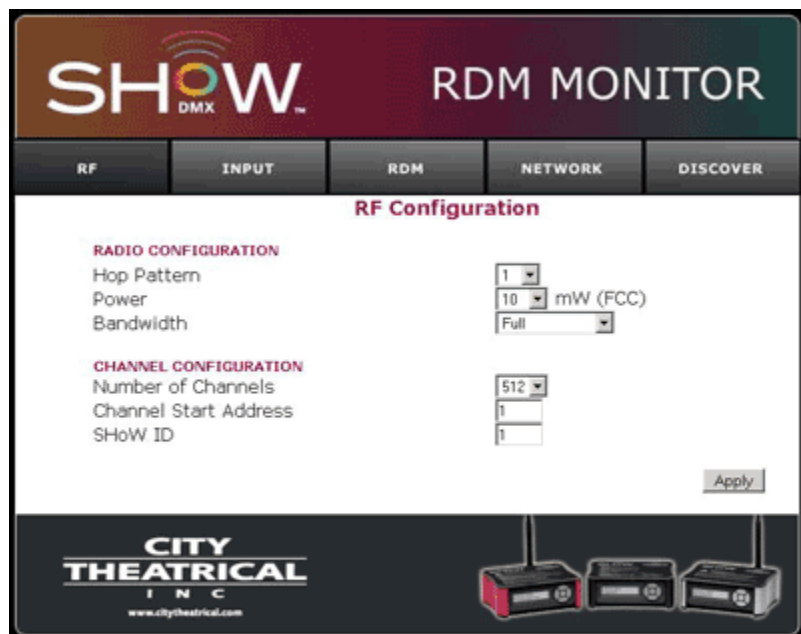 SHoW DMX ™
RDM MONITOR
RF INPUT RDM NETWORK DISCOVER
RF Configuration
RADIO CONFIGURATION
Hop Pattern 1
Power 10 mW (FCC)
Bandwidth Full
CHANNEL CONFIGURATION
Number of Channels 512
Channel Start Address 1
SHoW ID 1
Apply
CITY
THEATRICAL
INC
www.citytheatrical.com